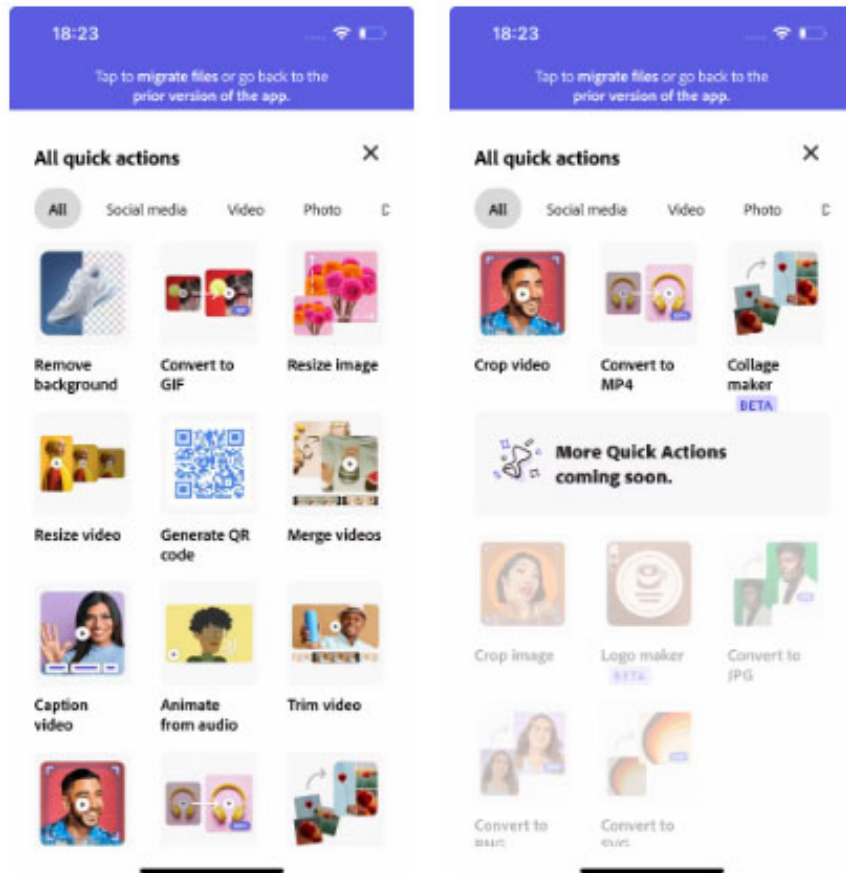 18:23
Tap to migrate files or go back to the
prior version of the app.
All quick actions
All Social media Video Photo D
Remove
background
Convert to
GIF
Resize image
Resize video
Generate QR
code
Merge videos
Caption
video
Animate
from audio
Trim video
18:23
Tap to migrate files or go back to the
prior version of the app.
All quick actions
All Social media Video Photo D
Crop video
Convert to
MP4
Collage
maker
BETA
More Quick Actions
coming soon.
Crop image
Logo maker
BETA
Convert to
JPG
Convert to
PNG
Convert to
SVG